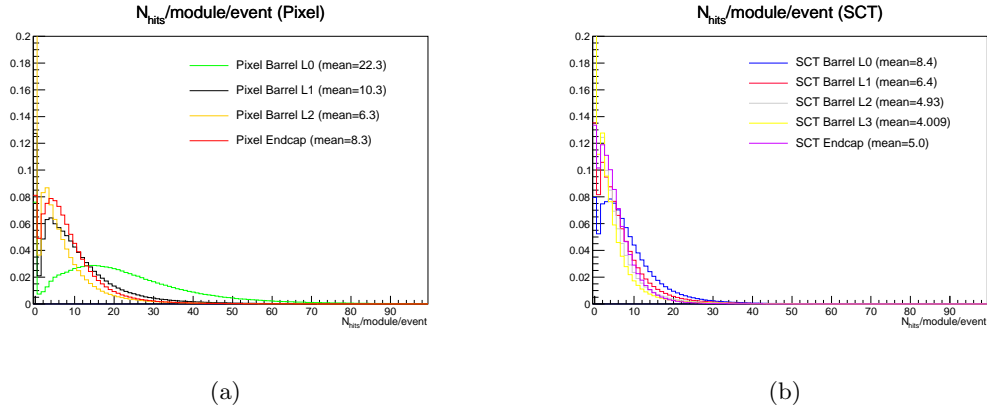 N_hits/module/event (Pixel)
0.2
0.18
0.16
0.14
0.12
0.1
0.08
0.06
0.04
0.02
0
0 10 20 30 40 50 60 70 80 90
N_hits/module/event
Pixel Barrel L0 (mean=22.3)
Pixel Barrel L1 (mean=10.3)
Pixel Barrel L2 (mean=6.3)
Pixel Endcap (mean=8.3)
(a)
N_hits/module/event (SCT)
0.2
0.18
0.16
0.14
0.12
0.1
0.08
0.06
0.04
0.02
0
0 10 20 30 40 50 60 70 80 90
N_hits/module/event
SCT Barrel L0 (mean=8.4)
SCT Barrel L1 (mean=6.4)
SCT Barrel L2 (mean=4.93)
SCT Barrel L3 (mean=4.009)
SCT Endcap (mean=5.0)
(b)